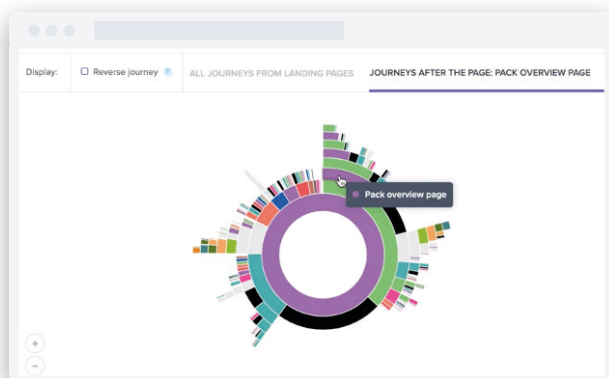 Display:
Reverse journey ?
ALL JOURNEYS FROM LANDING PAGES
JOURNEYS AFTER THE PAGE: PACK OVERVIEW PAGE
Pack overview page
+
−